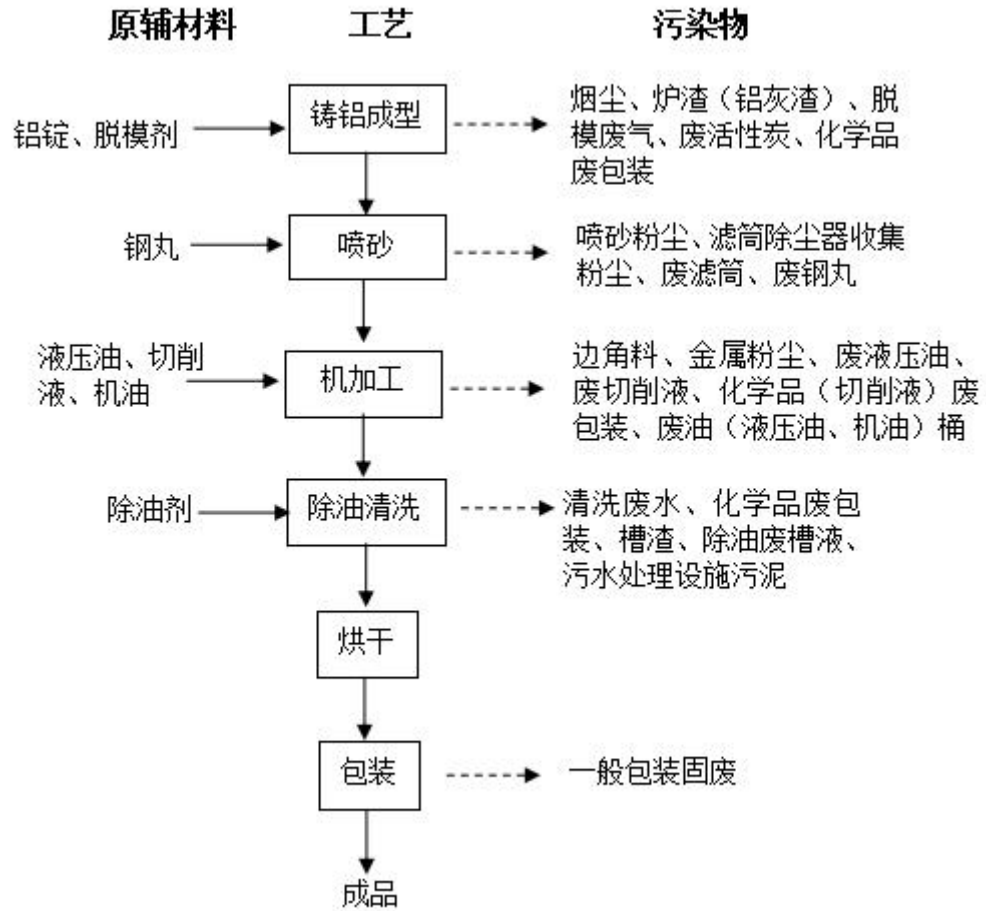 原辅材料 工艺 污染物
铝锭、脱模剂
铸铝成型
烟尘、炉渣（铝灰渣）、脱
模废气、废活性炭、化学品
废包装
钢丸
喷砂
喷砂粉尘、滤筒除尘器收集
粉尘、废滤筒、废钢丸
液压油、切削
液、机油
机加工
边角料、金属粉尘、废液压油、
废切削液、化学品（切削液）废
包装、废油（液压油、机油）桶
除油剂
除油清洗
清洗废水、化学品废包
装、槽渣、除油废槽液、
污水处理设施污泥
烘干
包装
一般包装固废
成品